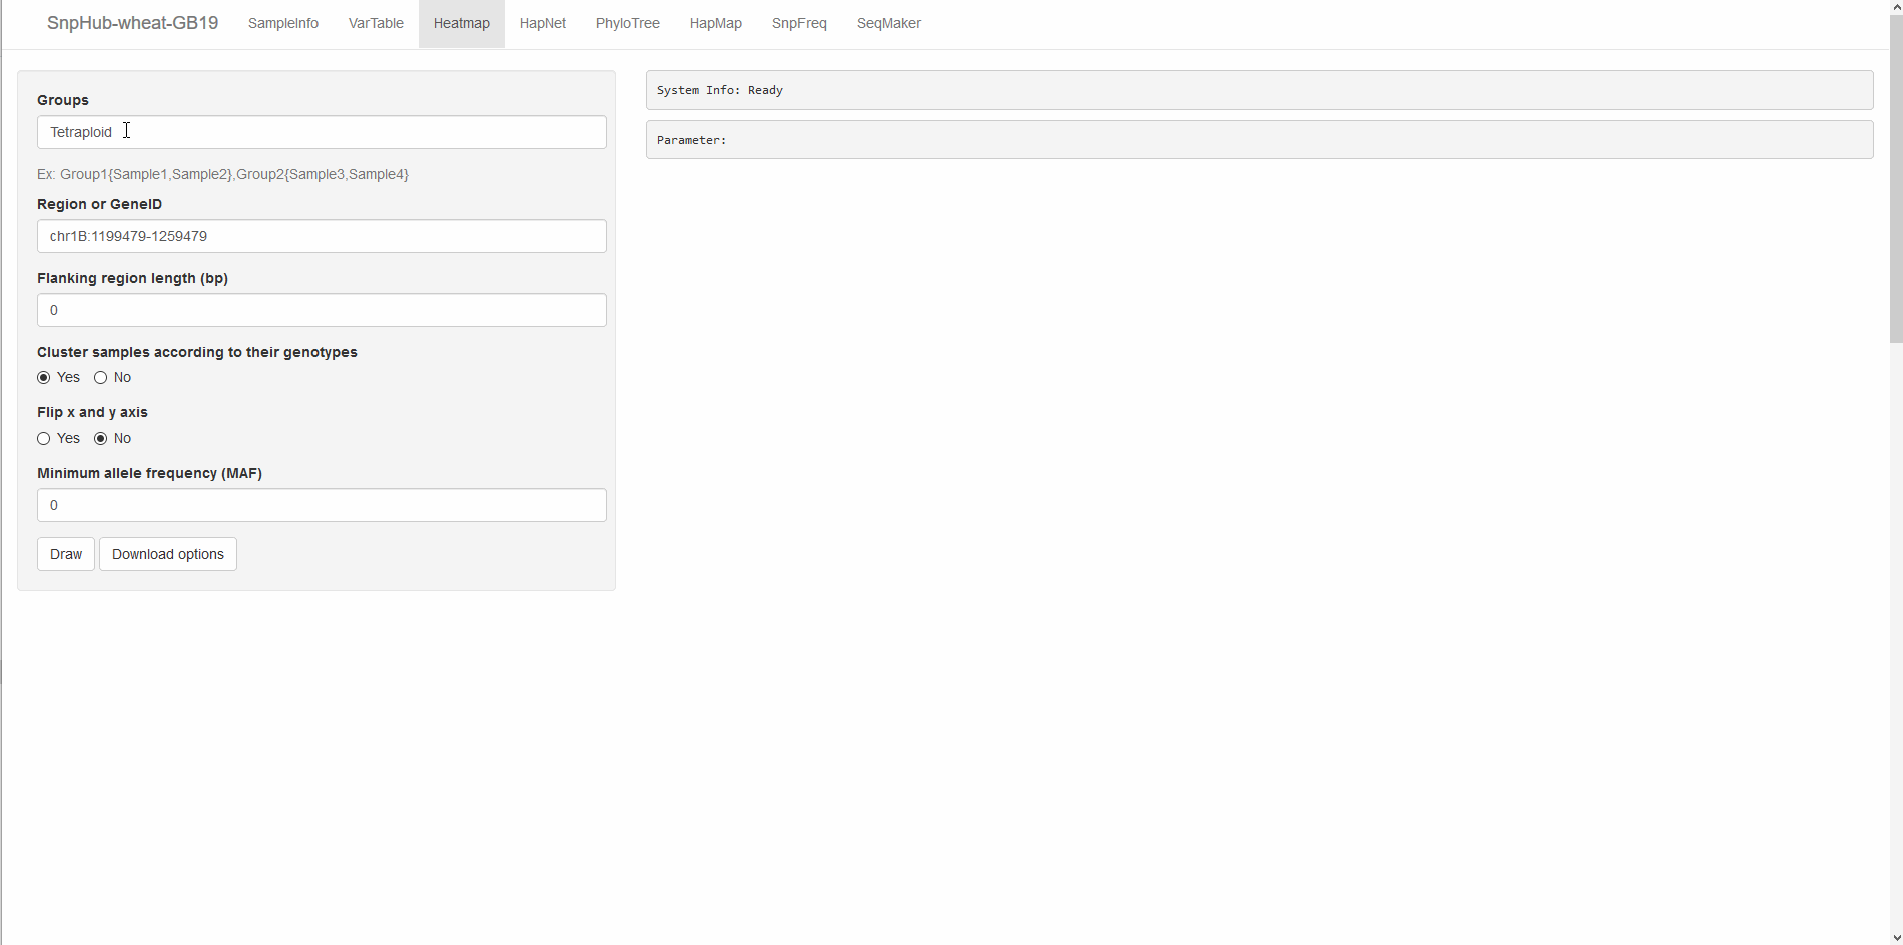 SnpHub-wheat-GB19 SampleInfo VarTable Heatmap HapNet PhyloTree HapMap SnpFreq SeqMaker
Groups
Tetraploid
Ex: Group1{Sample1,Sample2},Group2{Sample3,Sample4}
Region or GeneID
chr1B:1199479-1259479
Flanking region length (bp)
0
Cluster samples according to their genotypes
Yes No
Flip x and y axis
Yes No
Minimum allele frequency (MAF)
0
Draw Download options
System Info: Ready
Parameter: